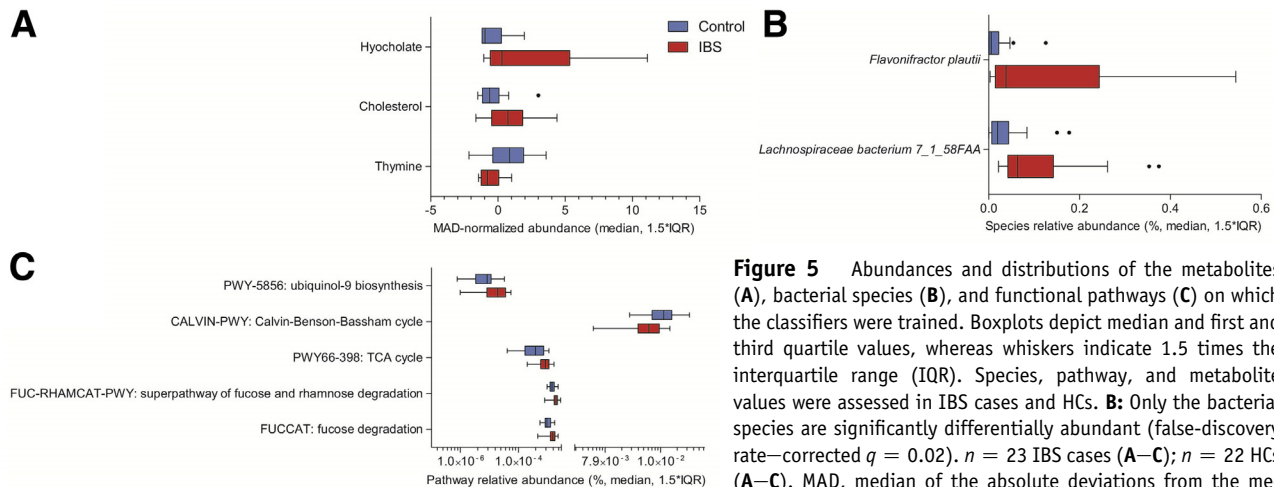 A
Control
IBS
Hyocholate
Cholesterol
Thymine
-5 0 5 10 15
MAD-normalized abundance (median, 1.5*IQR)
B
Flavonifractor plautii
Lachnospiraceae bacterium 7_1_58FAA
0.0 0.2 0.4 0.6
Species relative abundance (%, median, 1.5*IQR)
C
PWY-5856: ubiquinol-9 biosynthesis
CALVIN-PWY: Calvin-Benson-Bassham cycle
PWY66-398: TCA cycle
FUC-RHAMCAT-PWY: superpathway of fucose and rhamnose degradation
FUCCAT: fucose degradation
1.0×10⁻⁶ 1.0×10⁻⁴ 7.9×10⁻³ 1.0×10⁻²
Pathway relative abundance (%, median, 1.5*IQR)
Figure 5 Abundances and distributions of the metabolites
(A), bacterial species (B), and functional pathways (C) on which
the classifiers were trained. Boxplots depict median and first and
third quartile values, whereas whiskers indicate 1.5 times the
interquartile range (IQR). Species, pathway, and metabolite
values were assessed in IBS cases and HCs. B: Only the bacterial
species are significantly differentially abundant (false-discovery
rate–corrected q = 0.02). n = 23 IBS cases (A–C); n = 22 HCs
(A–C). MAD, median of the absolute deviations from the me